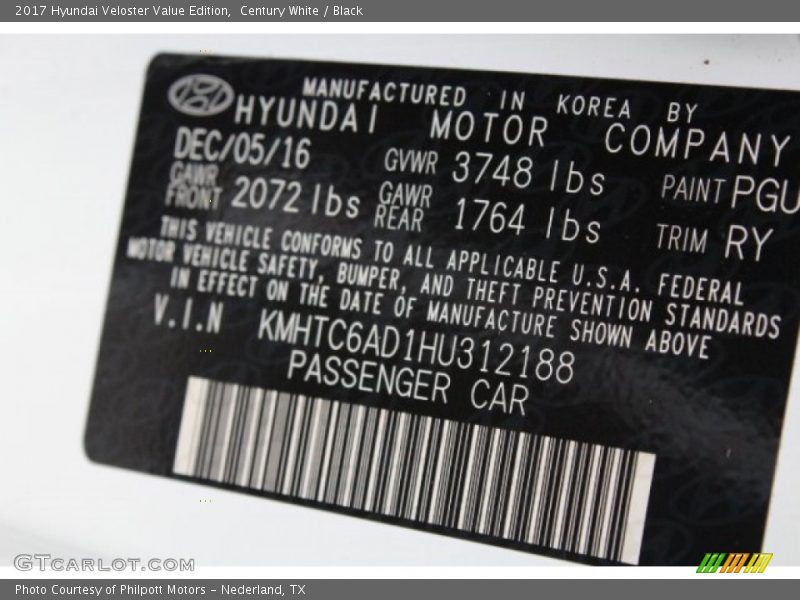 2017 Hyundai Veloster Value Edition,  Century White / Black
MANUFACTURED IN KOREA BY
HYUNDAI MOTOR COMPANY
DEC/05/16 GVWR 3748 lbs PAINT PGU
GAWR FRONT 2072 lbs GAWR REAR 1764 lbs TRIM RY
THIS VEHICLE CONFORMS TO ALL APPLICABLE U.S.A. FEDERAL
MOTOR VEHICLE SAFETY, BUMPER, AND THEFT PREVENTION STANDARDS
IN EFFECT ON THE DATE OF MANUFACTURE SHOWN ABOVE
V.I.N KMHTC6AD1HU312188
PASSENGER CAR
GTCARLOT.COM
Photo Courtesy of Philpott Motors - Nederland, TX